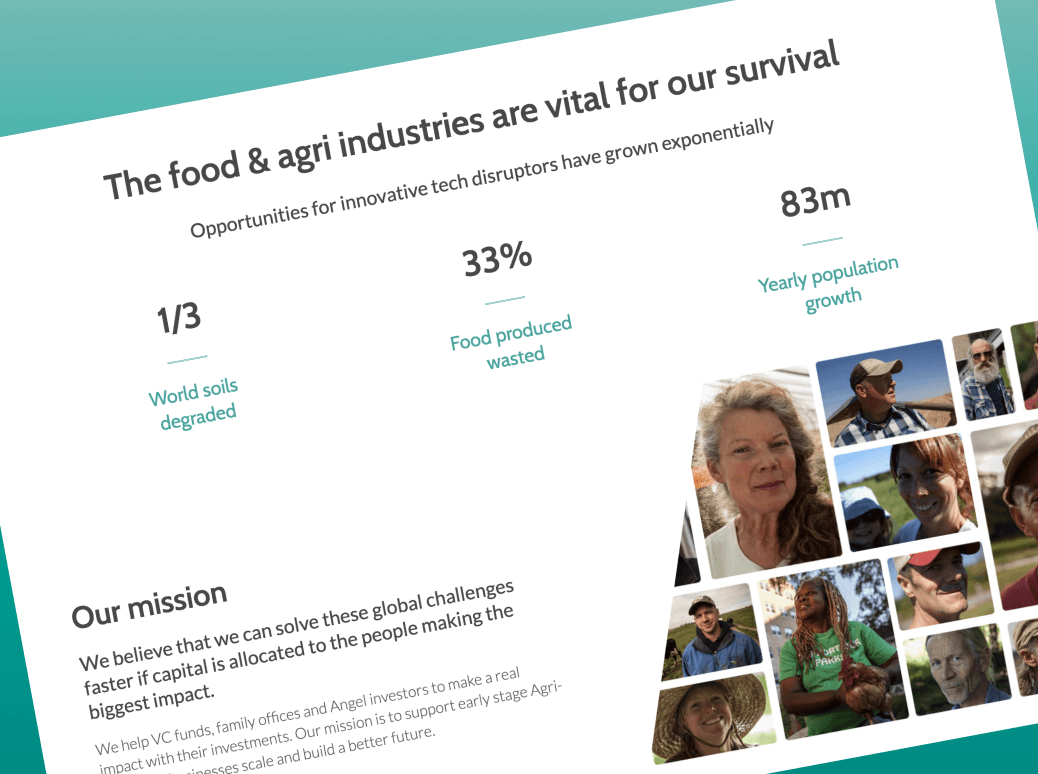 The food & agri industries are vital for our survival
Opportunities for innovative tech disruptors have grown exponentially
1/3
World soils
degraded
33%
Food produced
wasted
83m
Yearly population
growth
Our mission
We believe that we can solve these global challenges
faster if capital is allocated to the people making the
biggest impact.
We help VC funds, family offices and Angel investors to make a real
impact with their investments. Our mission is to support early stage Agri-
scale and build a better future.